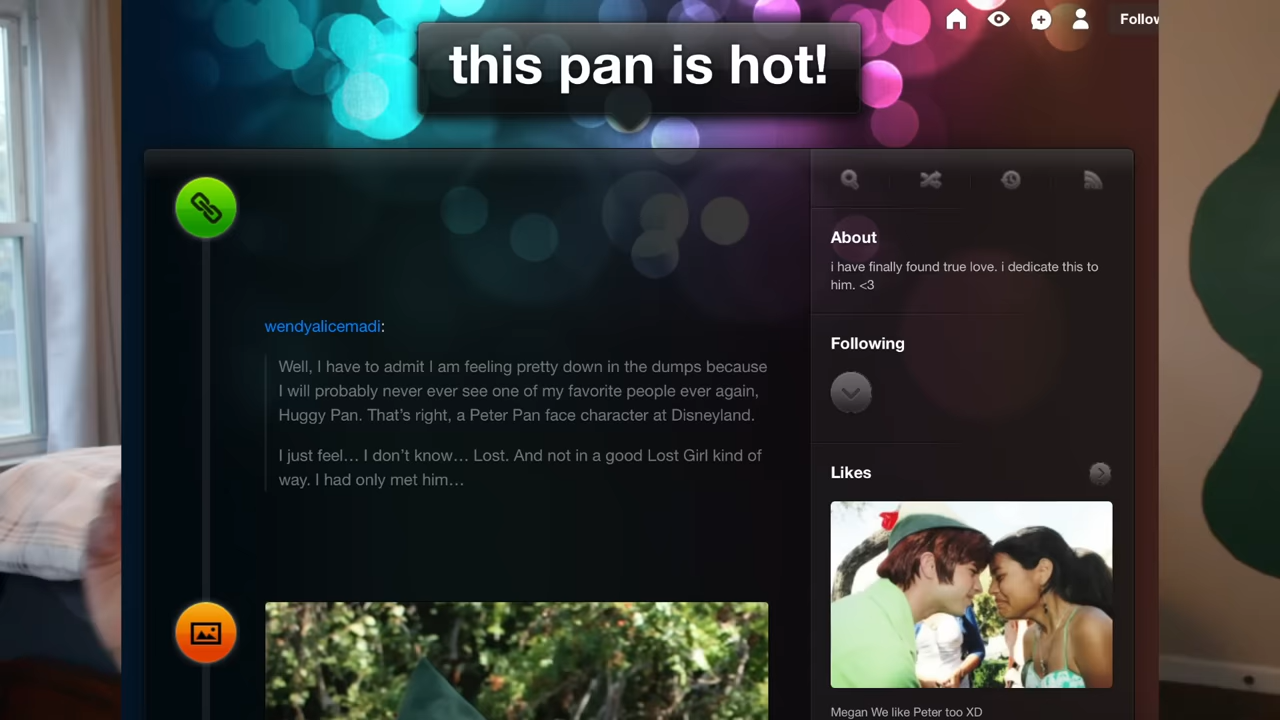 Follow
this pan is hot!
About
i have finally found true love. i dedicate this to
him. <3
wendyalicemadi:
Following
Well, I have to admit I am feeling pretty down in the dumps because
I will probably never ever see one of my favorite people ever again,
Huggy Pan. That's right, a Peter Pan face character at Disneyland.
I just feel… I don't know… Lost. And not in a good Lost Girl kind of
way. I had only met him…
Likes
Megan We like Peter too XD